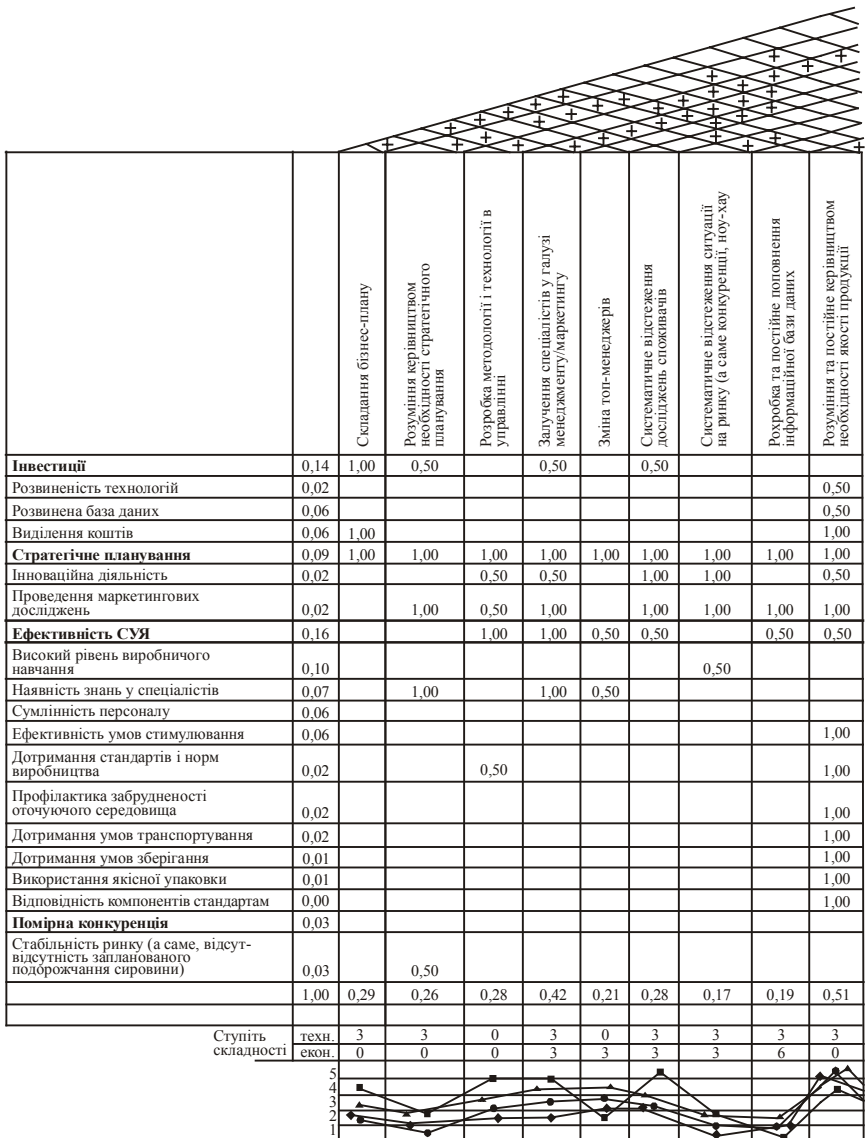 Складання бізнес-плану
Розуміння керівництвом
необхідності стратегічного
планування
Розробка методології і технології в
управлінні
Залучення спеціалістів у галузі
менеджменту/маркетингу
Зміна топ-менеджерів
Систематичне відстеження
досліджень споживачів
Систематичне відстеження ситуації
на ринку (а саме конкуренції, ноу-хау
Рохробка та постійне поповнення
інформаційної бази даних
Розуміння та постійне керівництвом
необхідності якості продукції
Інвестиції 0,14 1,00 0,50 0,50 0,50
Розвиненість технологій 0,02 0,50
Розвинена база даних 0,06 0,50
Виділення коштів 0,06 1,00 1,00
Стратегічне планування 0,09 1,00 1,00 1,00 1,00 1,00 1,00 1,00 1,00 1,00
Інноваційна діяльність 0,02 0,50 0,50 1,00 1,00 0,50
Проведення маркетингових
досліджень 0,02 1,00 0,50 1,00 1,00 1,00 1,00 1,00
Ефективність СУЯ 0,16 1,00 1,00 0,50 0,50 0,50 0,50
Високий рівень виробничого
навчання 0,10 0,50
Наявність знань у спеціалістів 0,07 1,00 1,00 0,50
Сумлінність персоналу 0,06
Ефективність умов стимулювання 0,06 1,00
Дотримання стандартів і норм
виробництва 0,02 0,50 1,00
Профілактика забрудненості
оточуючого середовища 0,02 1,00
Дотримання умов транспортування 0,02 1,00
Дотримання умов зберігання 0,01 1,00
Використання якісної упаковки 0,01 1,00
Відповідність компонентів стандартам 0,00 1,00
Помірна конкуренція 0,03
Стабільність ринку (а саме, відсут-
відсутність запланованого
подорожчання сировини) 0,03 0,50
1,00 0,29 0,26 0,28 0,42 0,21 0,28 0,17 0,19 0,51
Ступіть техн. 3 3 0 3 0 3 3 3 3
складності екон. 0 0 0 3 3 3 3 6 0
5
4
3
2
1